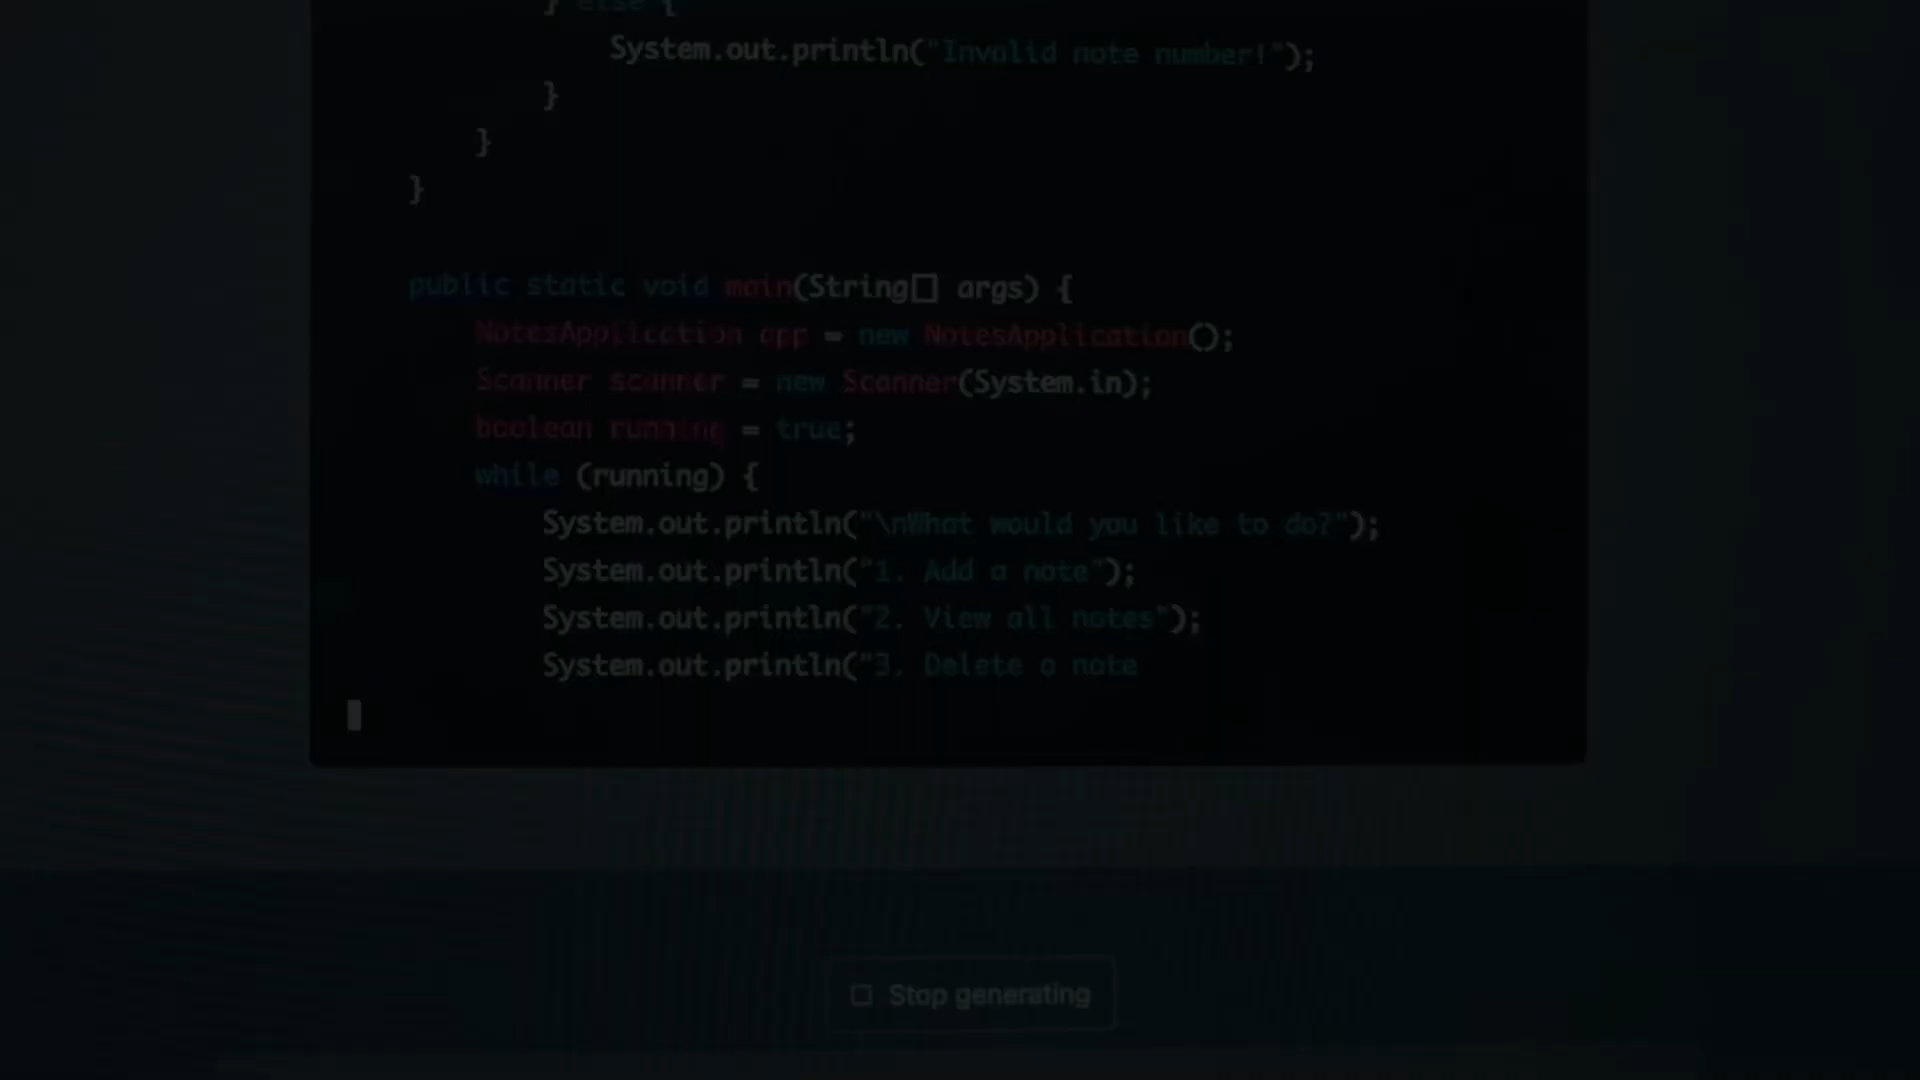 } else {
System.out.println("Invalid note number!");
}
}
}
public static void main(String[] args) {
NotesApplication app = new NotesApplication();
Scanner scanner = new Scanner(System.in);
boolean running = true;
while (running) {
System.out.println("\nWhat would you like to do?");
System.out.println("1. Add a note");
System.out.println("2. View all notes");
System.out.println("3. Delete a note
Stop generating